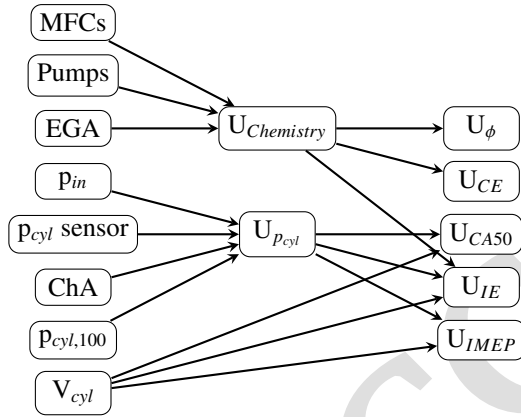 MFCs
Pumps
EGA
p_in
p_cyl sensor
ChA
p_cyl,100
V_cyl
U_Chemistry
U_p_cyl
U_ϕ
U_CE
U_CA50
U_IE
U_IMEP